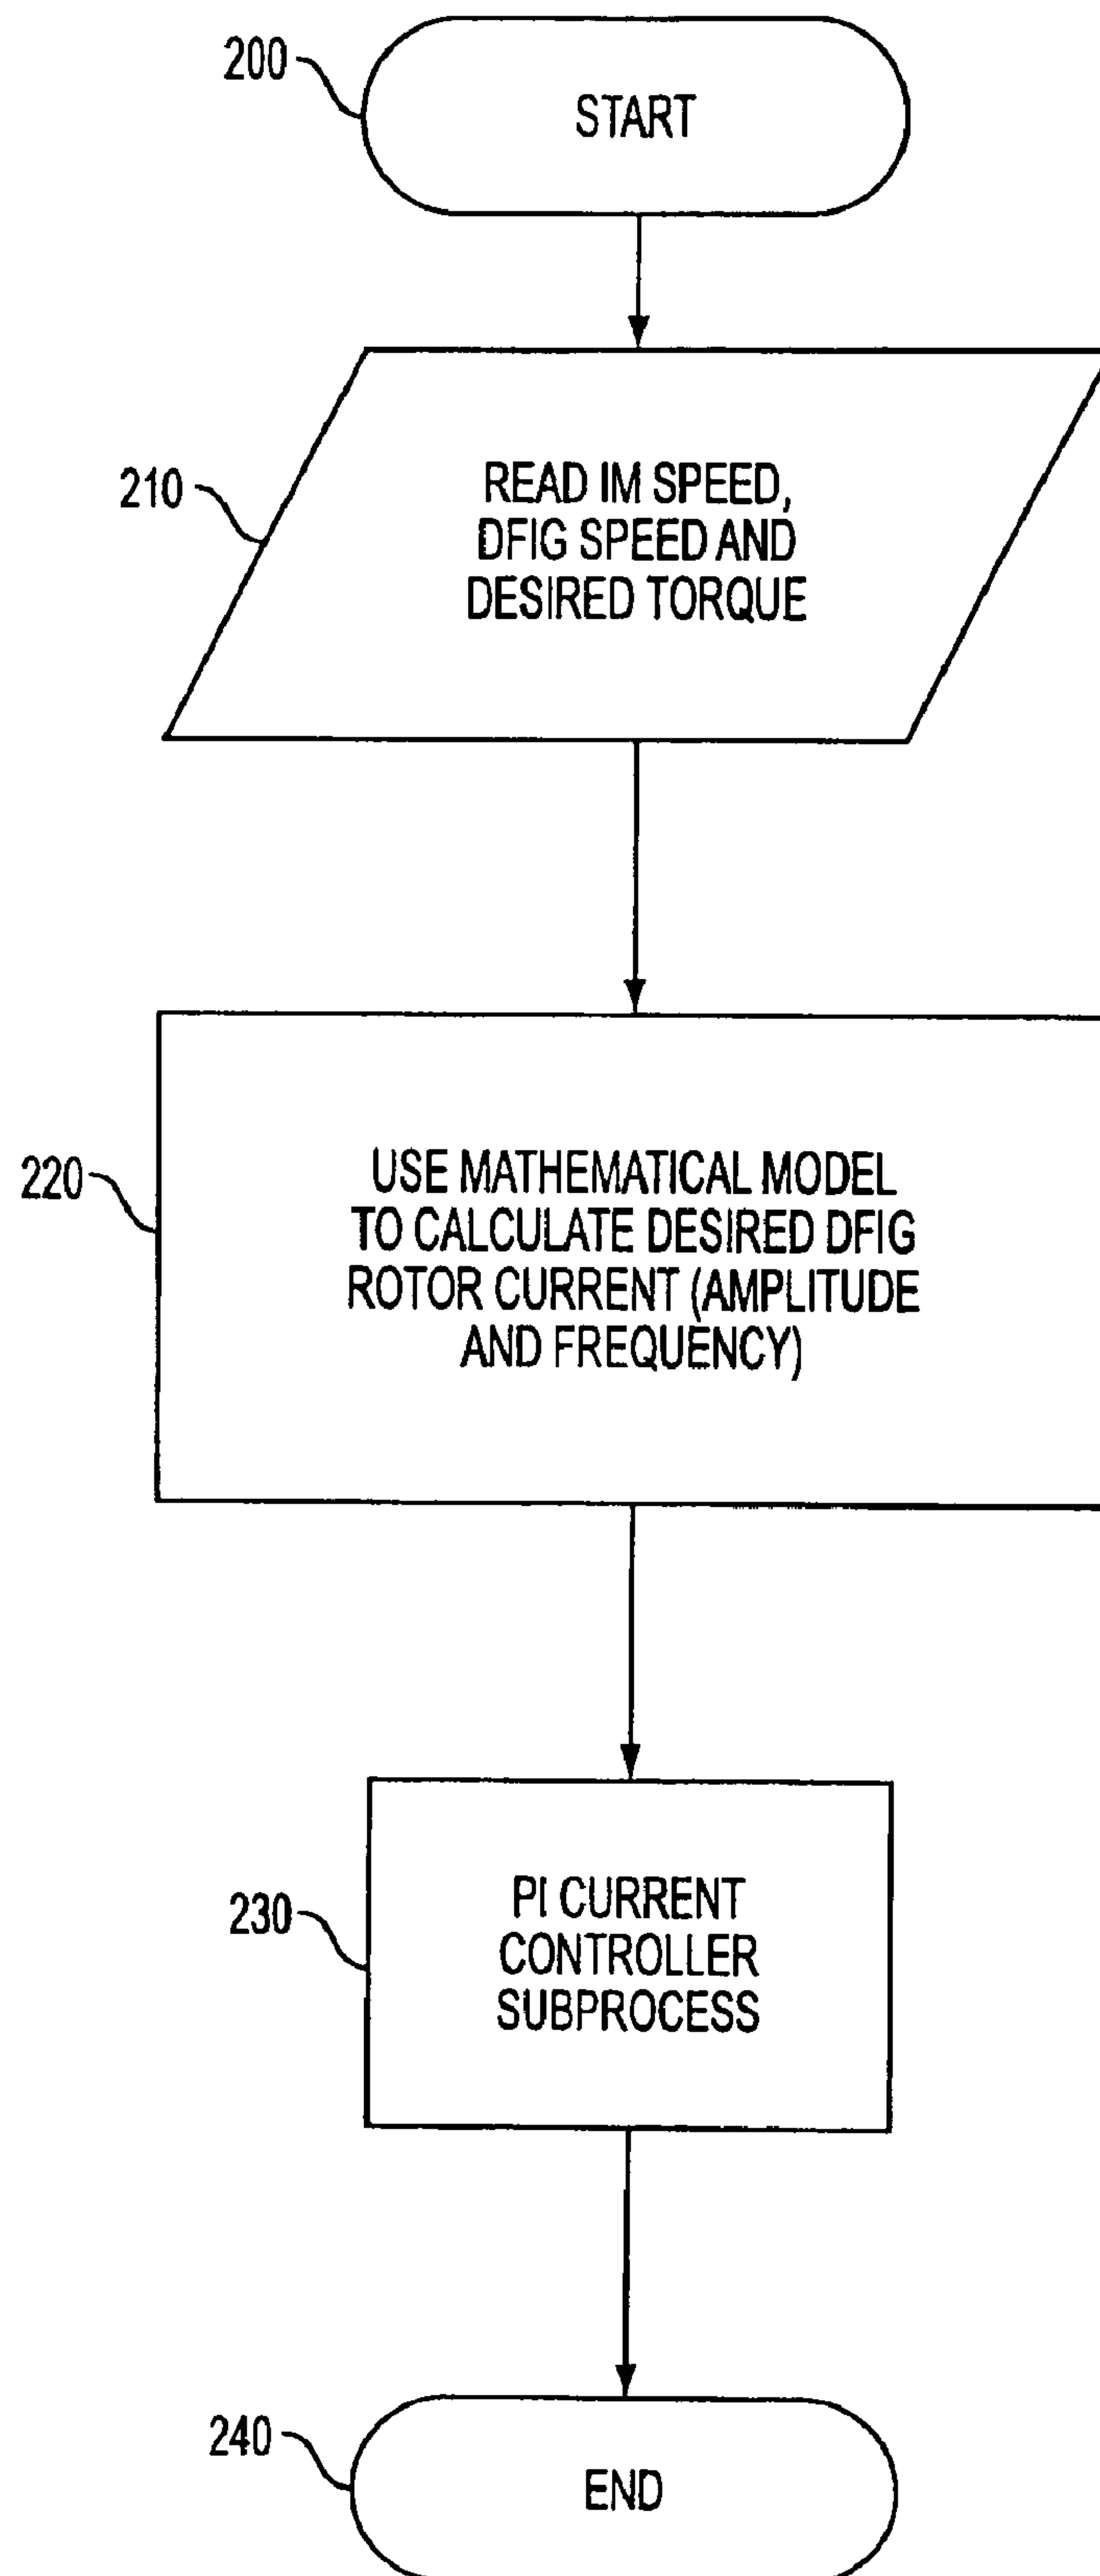 200
START
210
READ IM SPEED,
DFIG SPEED AND
DESIRED TORQUE
220
USE MATHEMATICAL MODEL
TO CALCULATE DESIRED DFIG
ROTOR CURRENT (AMPLITUDE
AND FREQUENCY)
230
PI CURRENT
CONTROLLER
SUBPROCESS
240
END